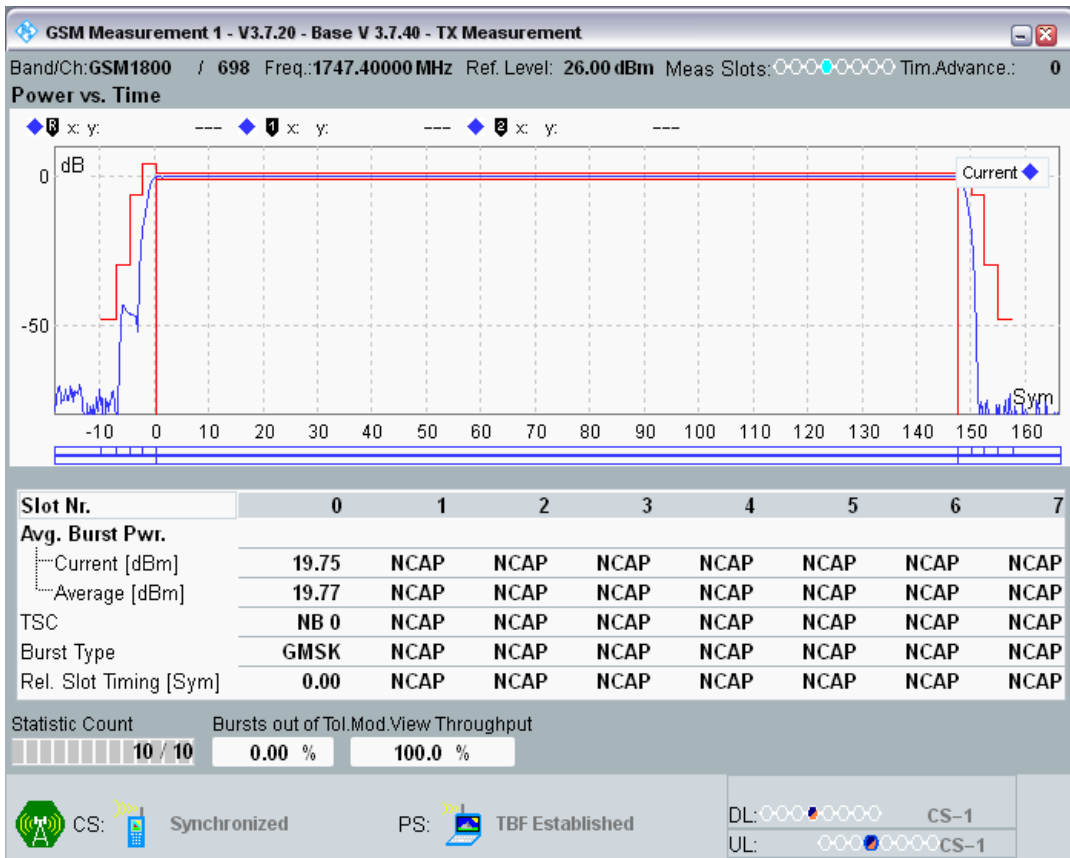 GSM Measurement 1 - V3.7.20 - Base V 3.7.40 - TX Measurement
Band/Ch:GSM1800 / 698 Freq.:1747.40000 MHz Ref. Level: 26.00 dBm Meas Slots: Tim.Advance.: 0
Power vs. Time
R x: y: --- 1 x: y: --- 2 x: y: ---
dB
Current
0
-50
Sym
-10 0 10 20 30 40 50 60 70 80 90 100 110 120 130 140 150 160
Slot Nr. 0 1 2 3 4 5 6 7
Avg. Burst Pwr.
Current [dBm] 19.75 NCAP NCAP NCAP NCAP NCAP NCAP NCAP
Average [dBm] 19.77 NCAP NCAP NCAP NCAP NCAP NCAP NCAP
TSC NB 0 NCAP NCAP NCAP NCAP NCAP NCAP NCAP
Burst Type GMSK NCAP NCAP NCAP NCAP NCAP NCAP NCAP
Rel. Slot Timing [Sym] 0.00 NCAP NCAP NCAP NCAP NCAP NCAP NCAP
Statistic Count Bursts out of Tol.Mod.View Throughput
10 / 10 0.00 % 100.0 %
CS: Synchronized PS: TBF Established
DL: CS-1
UL: CS-1